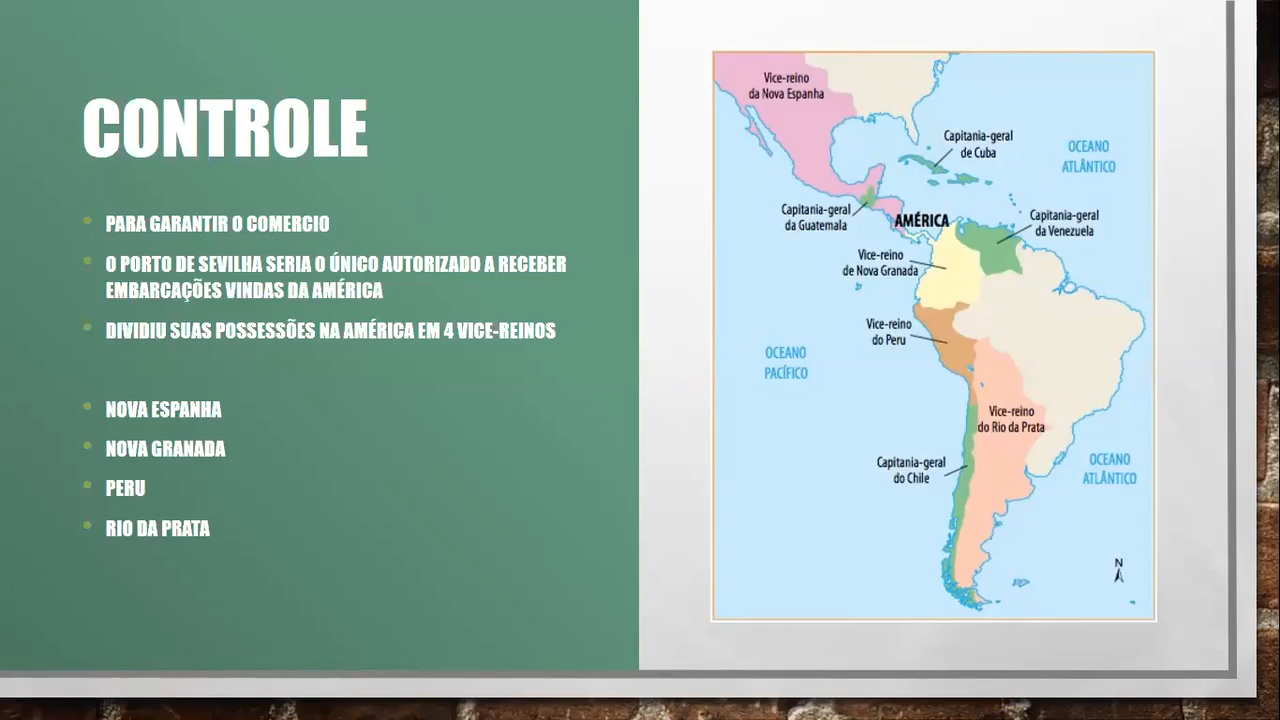 CONTROLE
PARA GARANTIR O COMERCIO
O PORTO DE SEVILHA SERIA O ÚNICO AUTORIZADO A RECEBER
EMBARCAÇÕES VINDAS DA AMÉRICA
DIVIDIU SUAS POSSESSÕES NA AMÉRICA EM 4 VICE-REINOS
NOVA ESPANHA
NOVA GRANADA
PERU
RIO DA PRATA
Vice-reino
da Nova Espanha
Capitania-geral
de Cuba
OCEANO
ATLÂNTICO
Capitania-geral
da Guatemala
AMÉRICA
Capitania-geral
da Venezuela
Vice-reino
de Nova Granada
Vice-reino
do Peru
OCEANO
PACÍFICO
Vice-reino
do Rio da Prata
Capitania-geral
do Chile
OCEANO
ATLÂNTICO
N